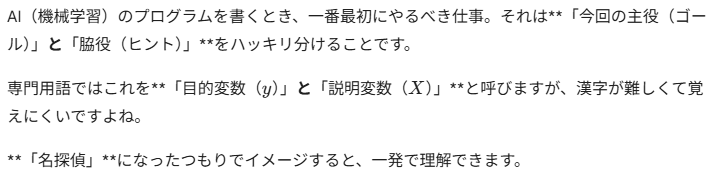 AI（機械学習）のプログラムを書くとき、一番最初にやるべき仕事。それは**「今回の主役（ゴー
ル）」と「脇役（ヒント）」**をハッキリ分けることです。
専門用語ではこれを**「目的変数（y）」と「説明変数（X）」**と呼びますが、漢字が難しくて覚
えにくいですよね。
**「名探偵」**になったつもりでイメージすると、一発で理解できます。